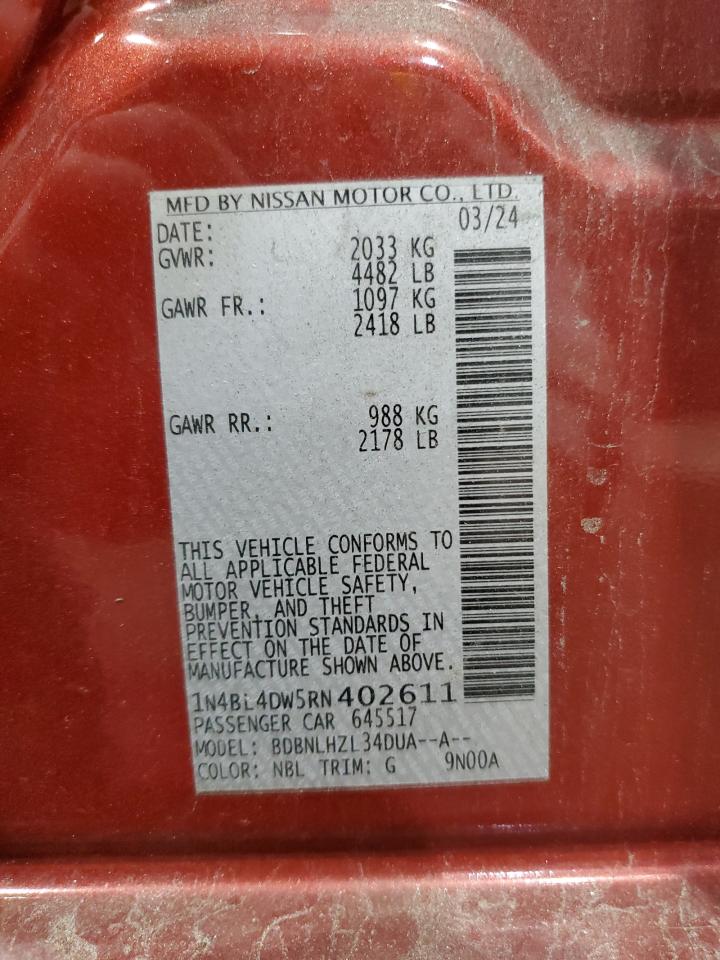 MFD BY NISSAN MOTOR CO., LTD.
DATE: 03/24
GVWR: 2033 KG
4482 LB
GAWR FR.: 1097 KG
2418 LB
GAWR RR.: 988 KG
2178 LB
THIS VEHICLE CONFORMS TO
ALL APPLICABLE FEDERAL
MOTOR VEHICLE SAFETY,
BUMPER, AND THEFT
PREVENTION STANDARDS IN
EFFECT ON THE DATE OF
MANUFACTURE SHOWN ABOVE.
1N4BL4DW5RN402611
PASSENGER CAR 645517
MODEL: BDBNLHZL34DUA--A--
COLOR: NBL TRIM: G 9N00A